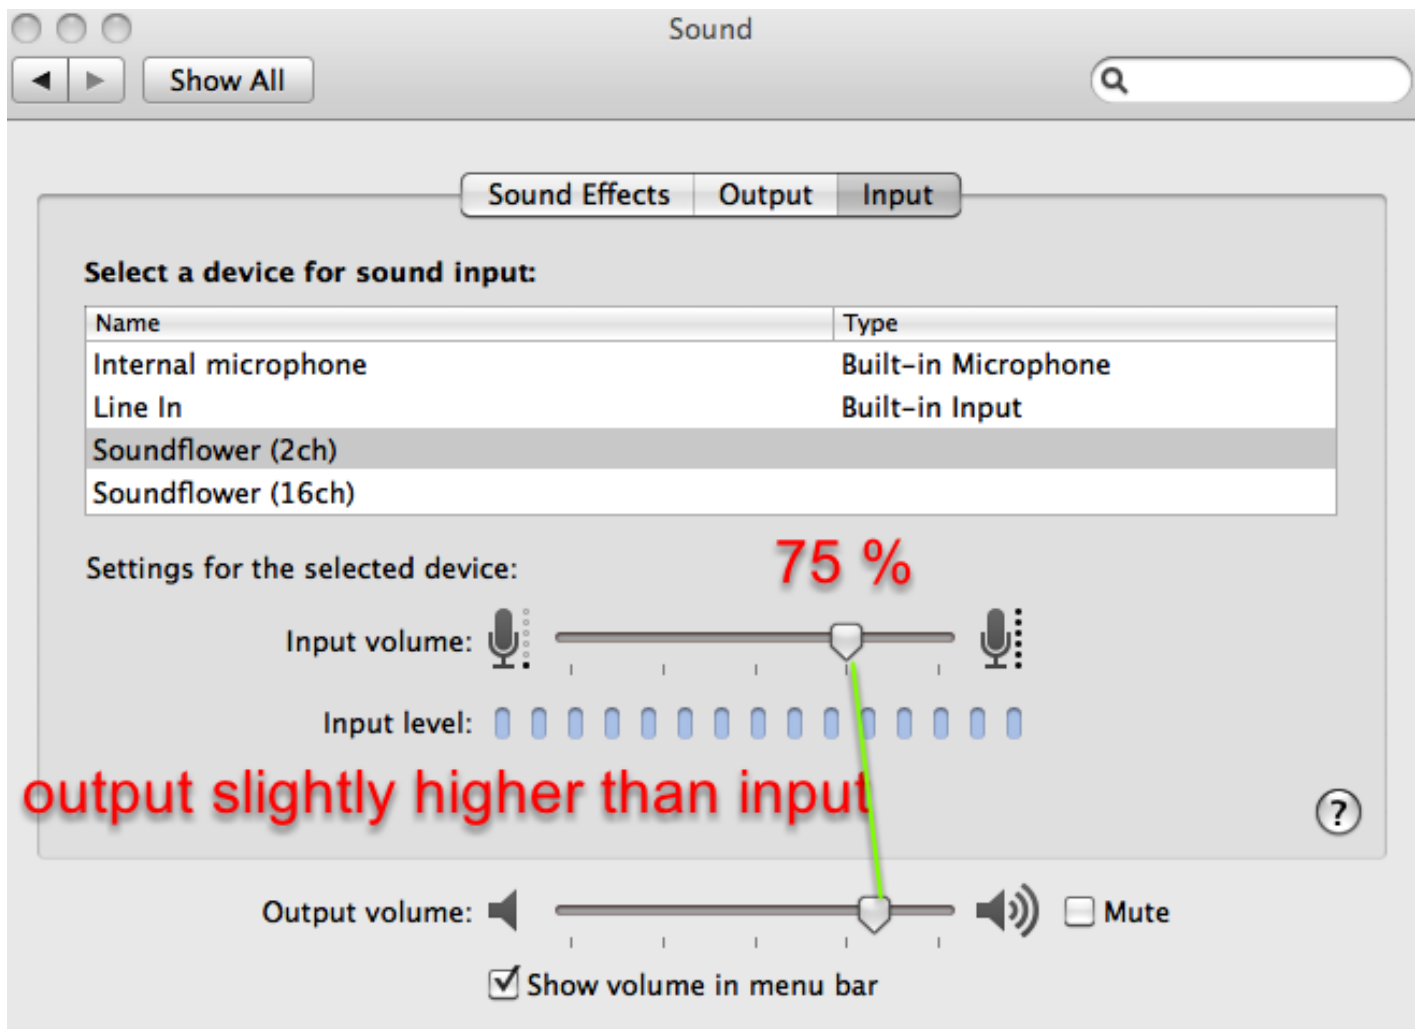 Sound
Show All
Sound Effects Output Input
Select a device for sound input:
Name Type
Internal microphone Built-in Microphone
Line In Built-in Input
Soundflower (2ch)
Soundflower (16ch)
75 %
Settings for the selected device:
Input volume:
Input level:
output slightly higher than input
?
Output volume: Mute
Show volume in menu bar